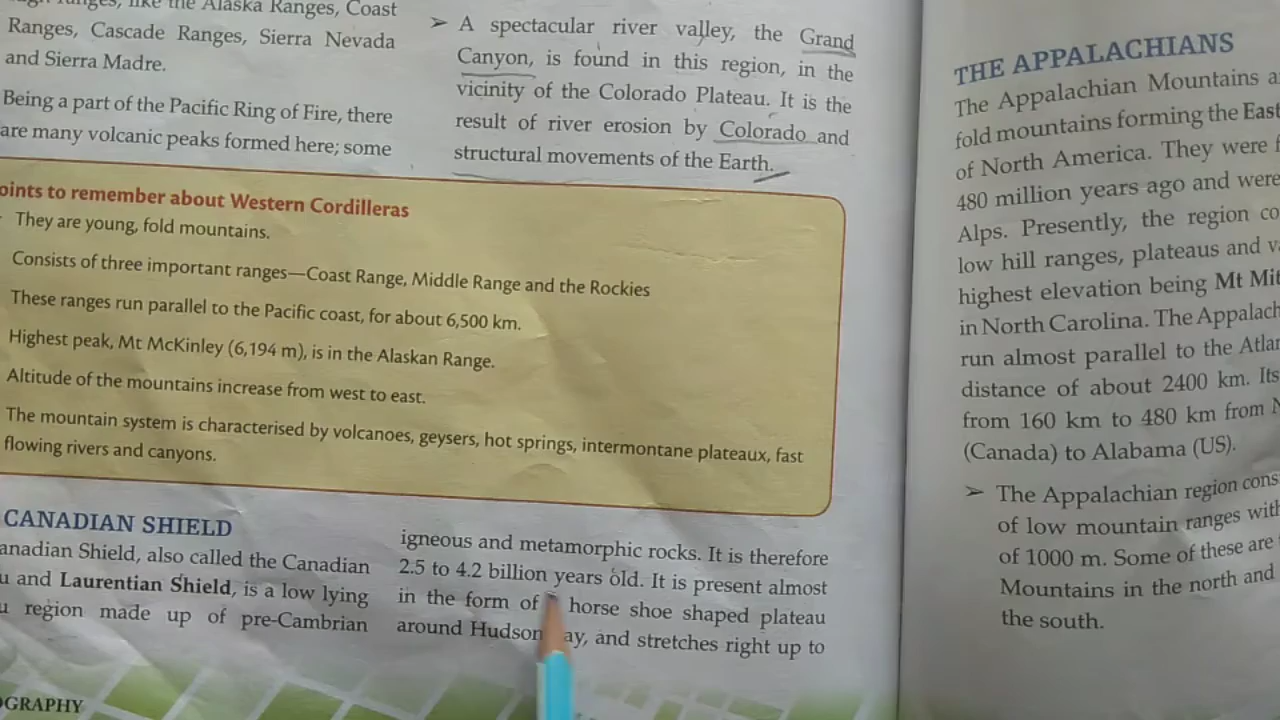 like the Alaska Ranges, Coast
Ranges, Cascade Ranges, Sierra Nevada
and Sierra Madre.
Being a part of the Pacific Ring of Fire, there
are many volcanic peaks formed here; some
➢ A spectacular river valley, the Grand
Canyon, is found in this region, in the
vicinity of the Colorado Plateau. It is the
result of river erosion by Colorado and
structural movements of the Earth.
to remember about Western Cordilleras
They are young, fold mountains.
Consists of three important ranges—Coast Range, Middle Range and the Rockies
These ranges run parallel to the Pacific coast, for about 6,500 km.
Highest peak, Mt McKinley (6,194 m), is in the Alaskan Range.
Altitude of the mountains increase from west to east.
The mountain system is characterised by volcanoes, geysers, hot springs, intermontane plateaux, fast
flowing rivers and canyons.
CANADIAN SHIELD
Shield, also called the Canadian
and Laurentian Shield, is a low lying
region made up of pre-Cambrian
igneous and metamorphic rocks. It is therefore
2.5 to 4.2 billion years old. It is present almost
in the form of horse shoe shaped plateau
around Hudson and stretches right up to
THE APPALACHIANS
The Appalachian Mountains
fold mountains forming the East
of North America. They were
480 million years ago and were
Alps. Presently, the region
low hill ranges, plateaus and
highest elevation being Mt
in North Carolina. The
run almost parallel to the
distance of about 2400 km. Its
from 160 km to 480 km from
(Canada) to Alabama (US).
➢ The Appalachian region
of low mountain ranges with
of 1000 m. Some of these are
Mountains in the north and
the south.